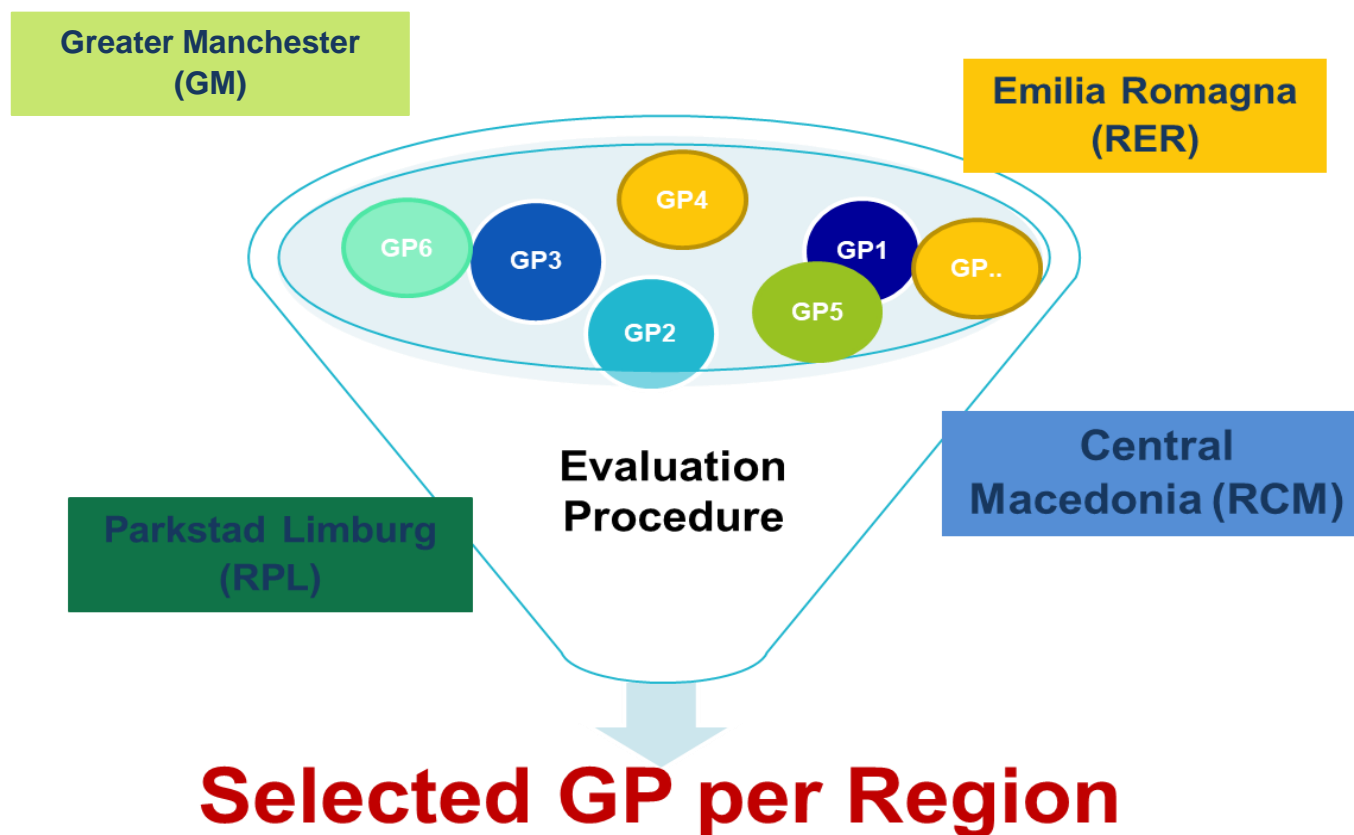 Greater Manchester
(GM)
Emilia Romagna
(RER)
GP4
GP6
GP3
GP1
GP..
GP5
GP2
Evaluation
Procedure
Central
Macedonia (RCM)
Parkstad Limburg
(RPL)
Selected GP per Region